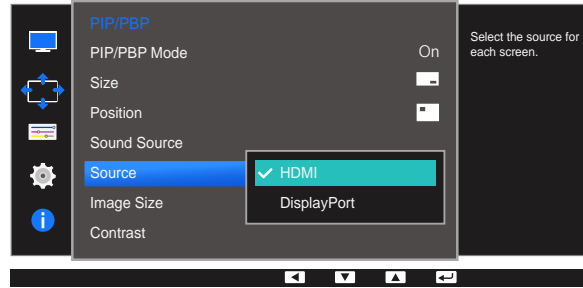 PIP/PBP
PIP/PBP Mode On
Size
Position
Sound Source
Source
Image Size
Contrast
HDMI
DisplayPort
Select the source for
each screen.